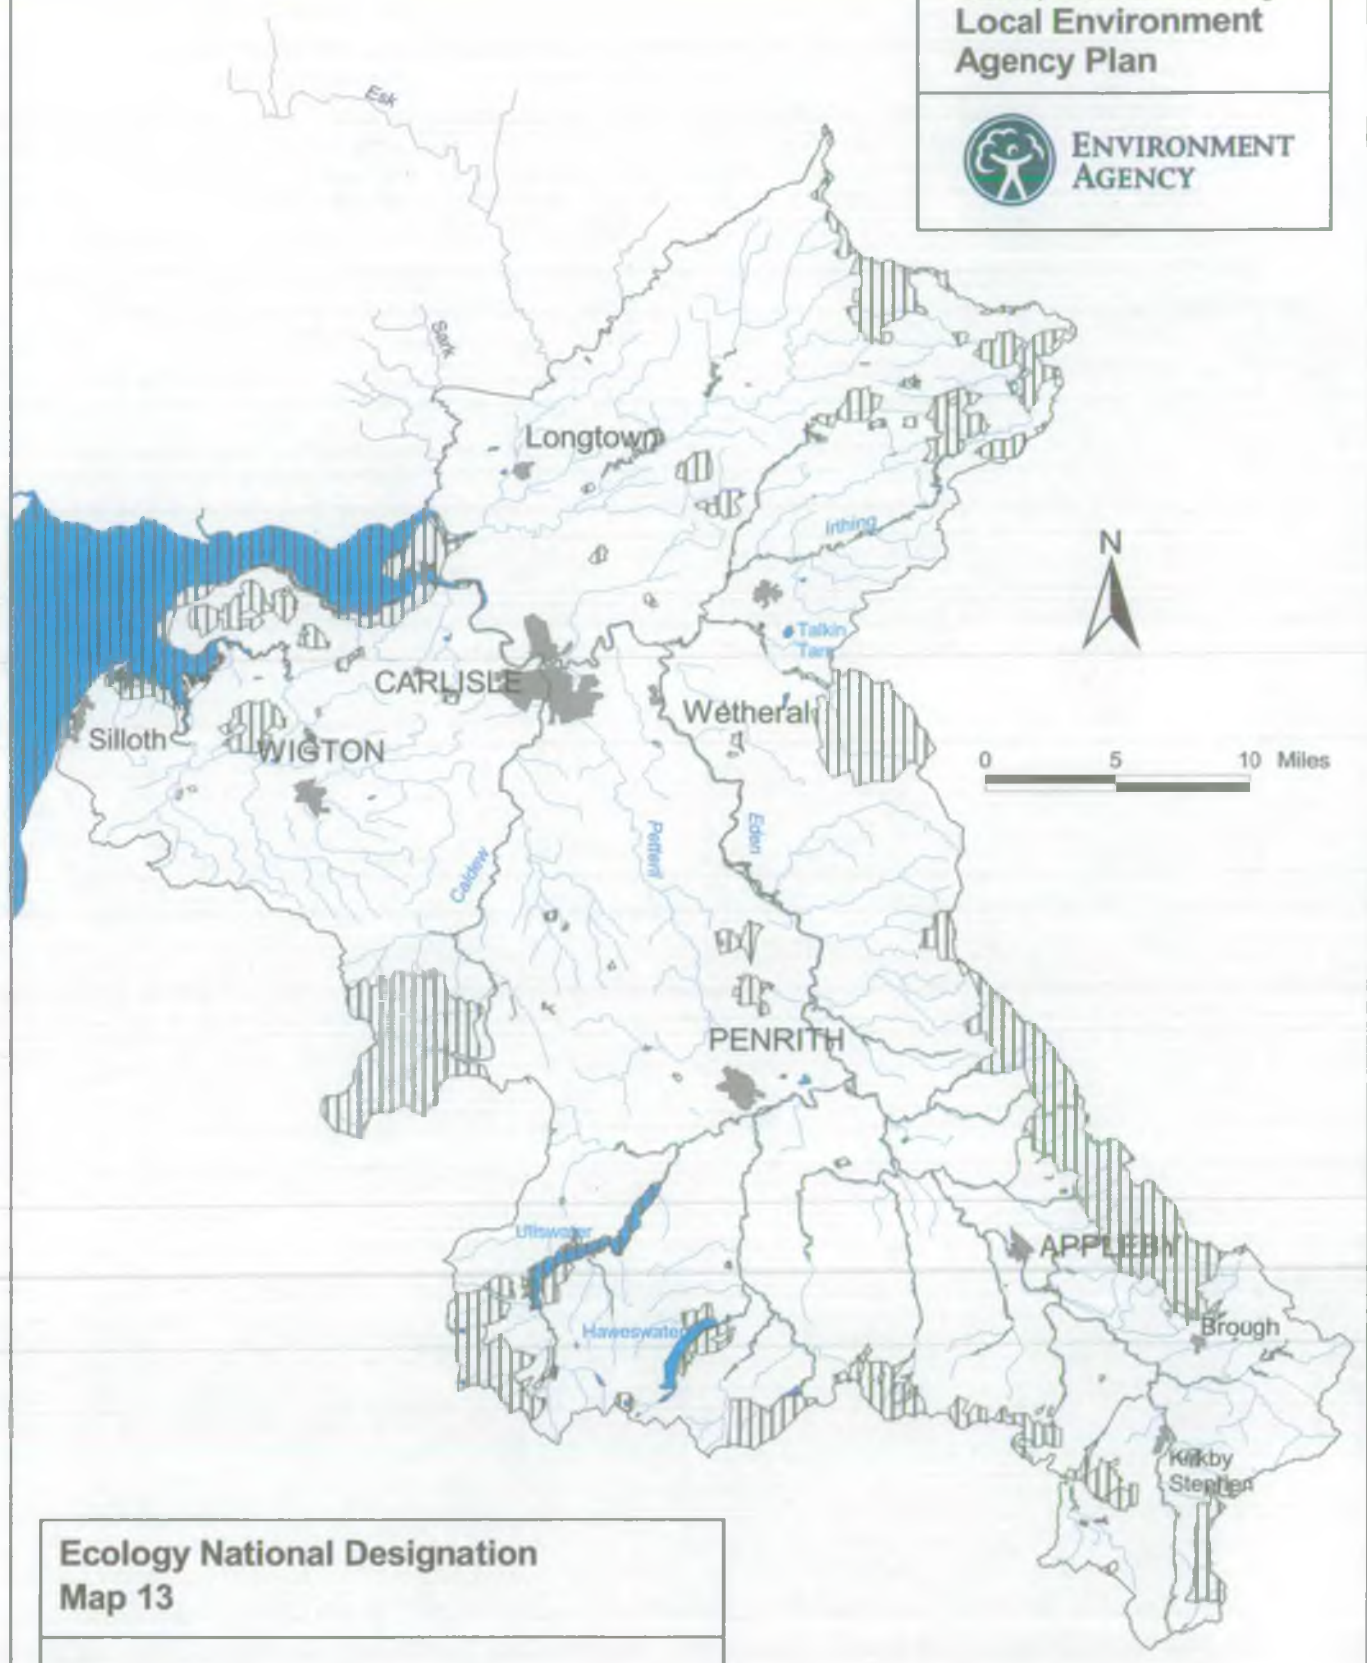 Local Environment
Agency Plan
ENVIRONMENT
AGENCY
Esk
Sark
Longtown
Irthing
N
Talkin
Tarn
CARLISLE
Wetheral
Silloth
WIGTON
0 5 10 Miles
Caldew
Petteril
Eden
PENRITH
Ullswater
APPLEBY
Haweswater
Brough
Kirkby
Stephen
Ecology National Designation
Map 13